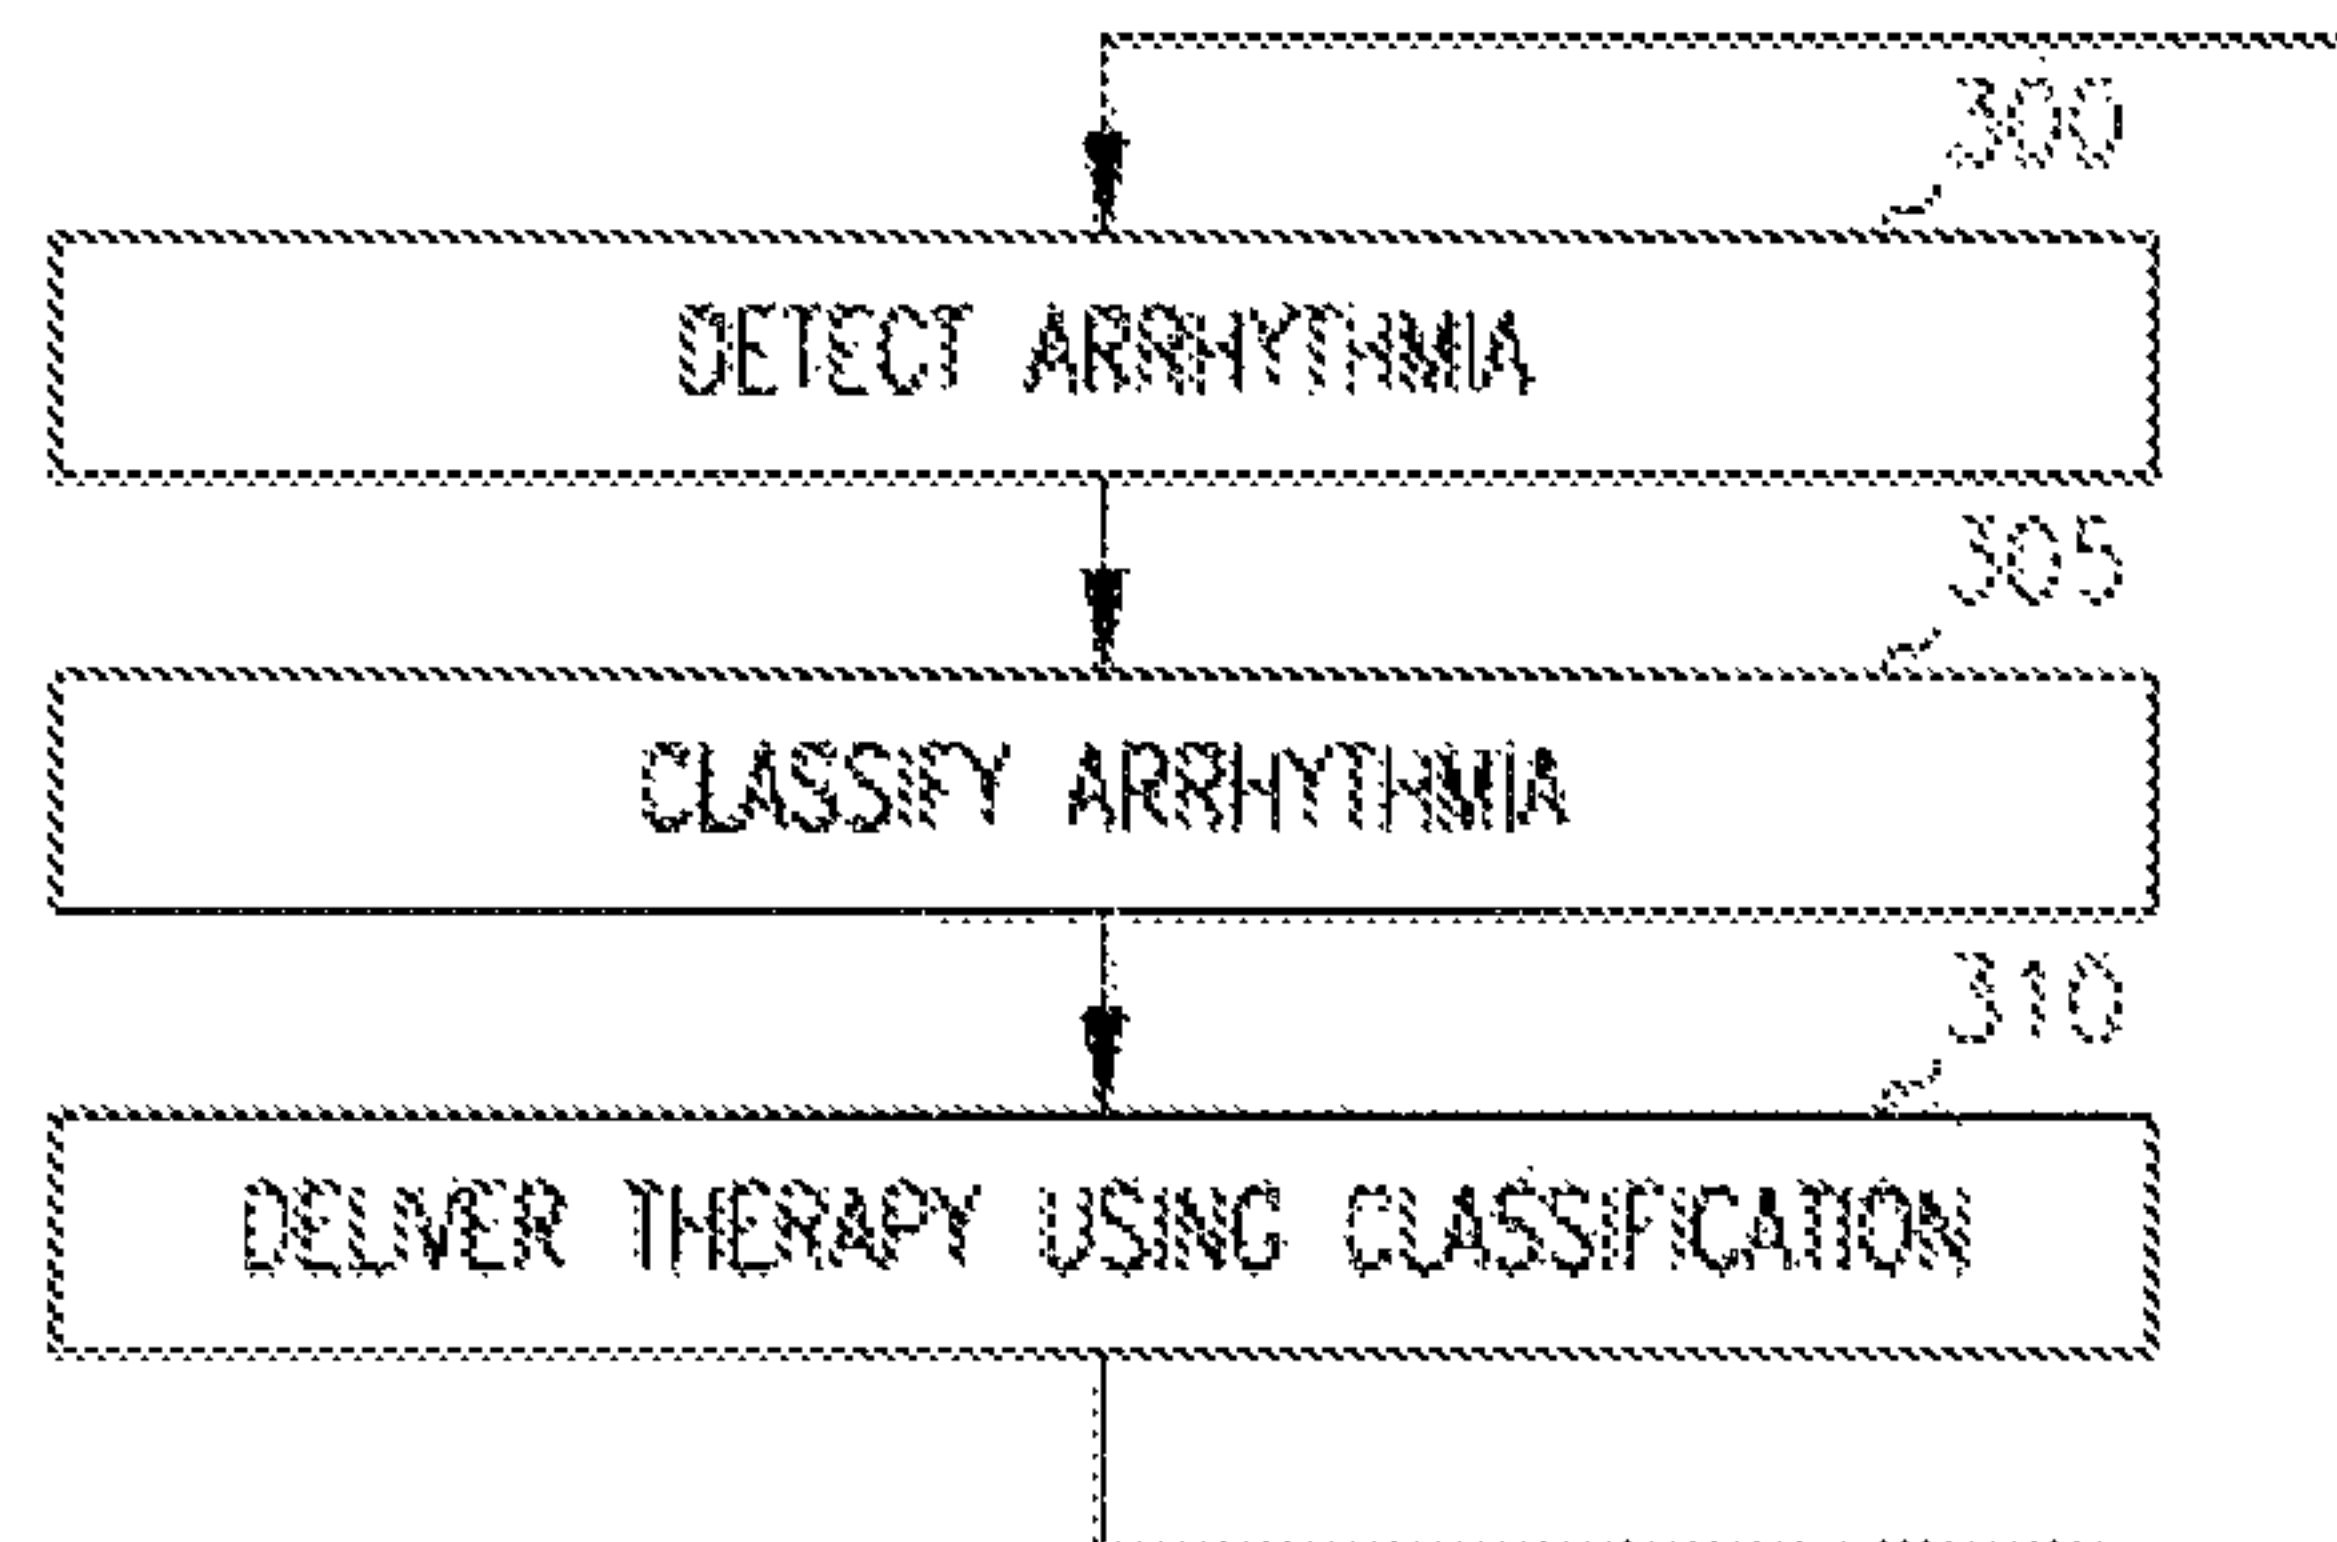 300
DETECT ARRHYTHMIA
305
CLASSIFY ARRHYTHMIA
310
DELIVER THERAPY USING CLASSIFICATION